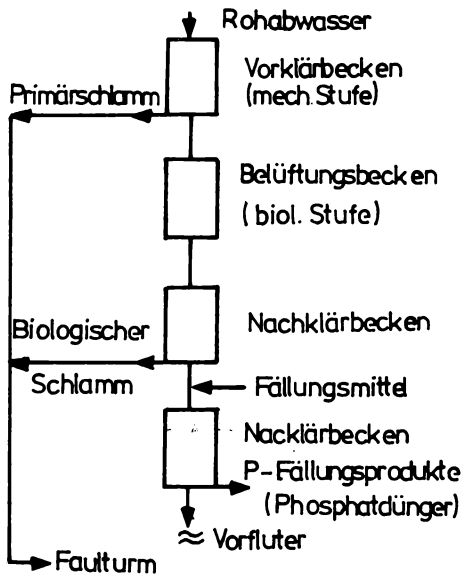 Rohabwasser
Vorklärbecken
(mech. Stufe)
Primärschlamm
Belüftungsbecken
(biol. Stufe)
Biologischer
Schlamm
Nachklärbecken
Fällungsmittel
Nacklärbecken
P-Fällungsprodukte
(Phosphatdünger)
≈ Vorfluter
Faulturm